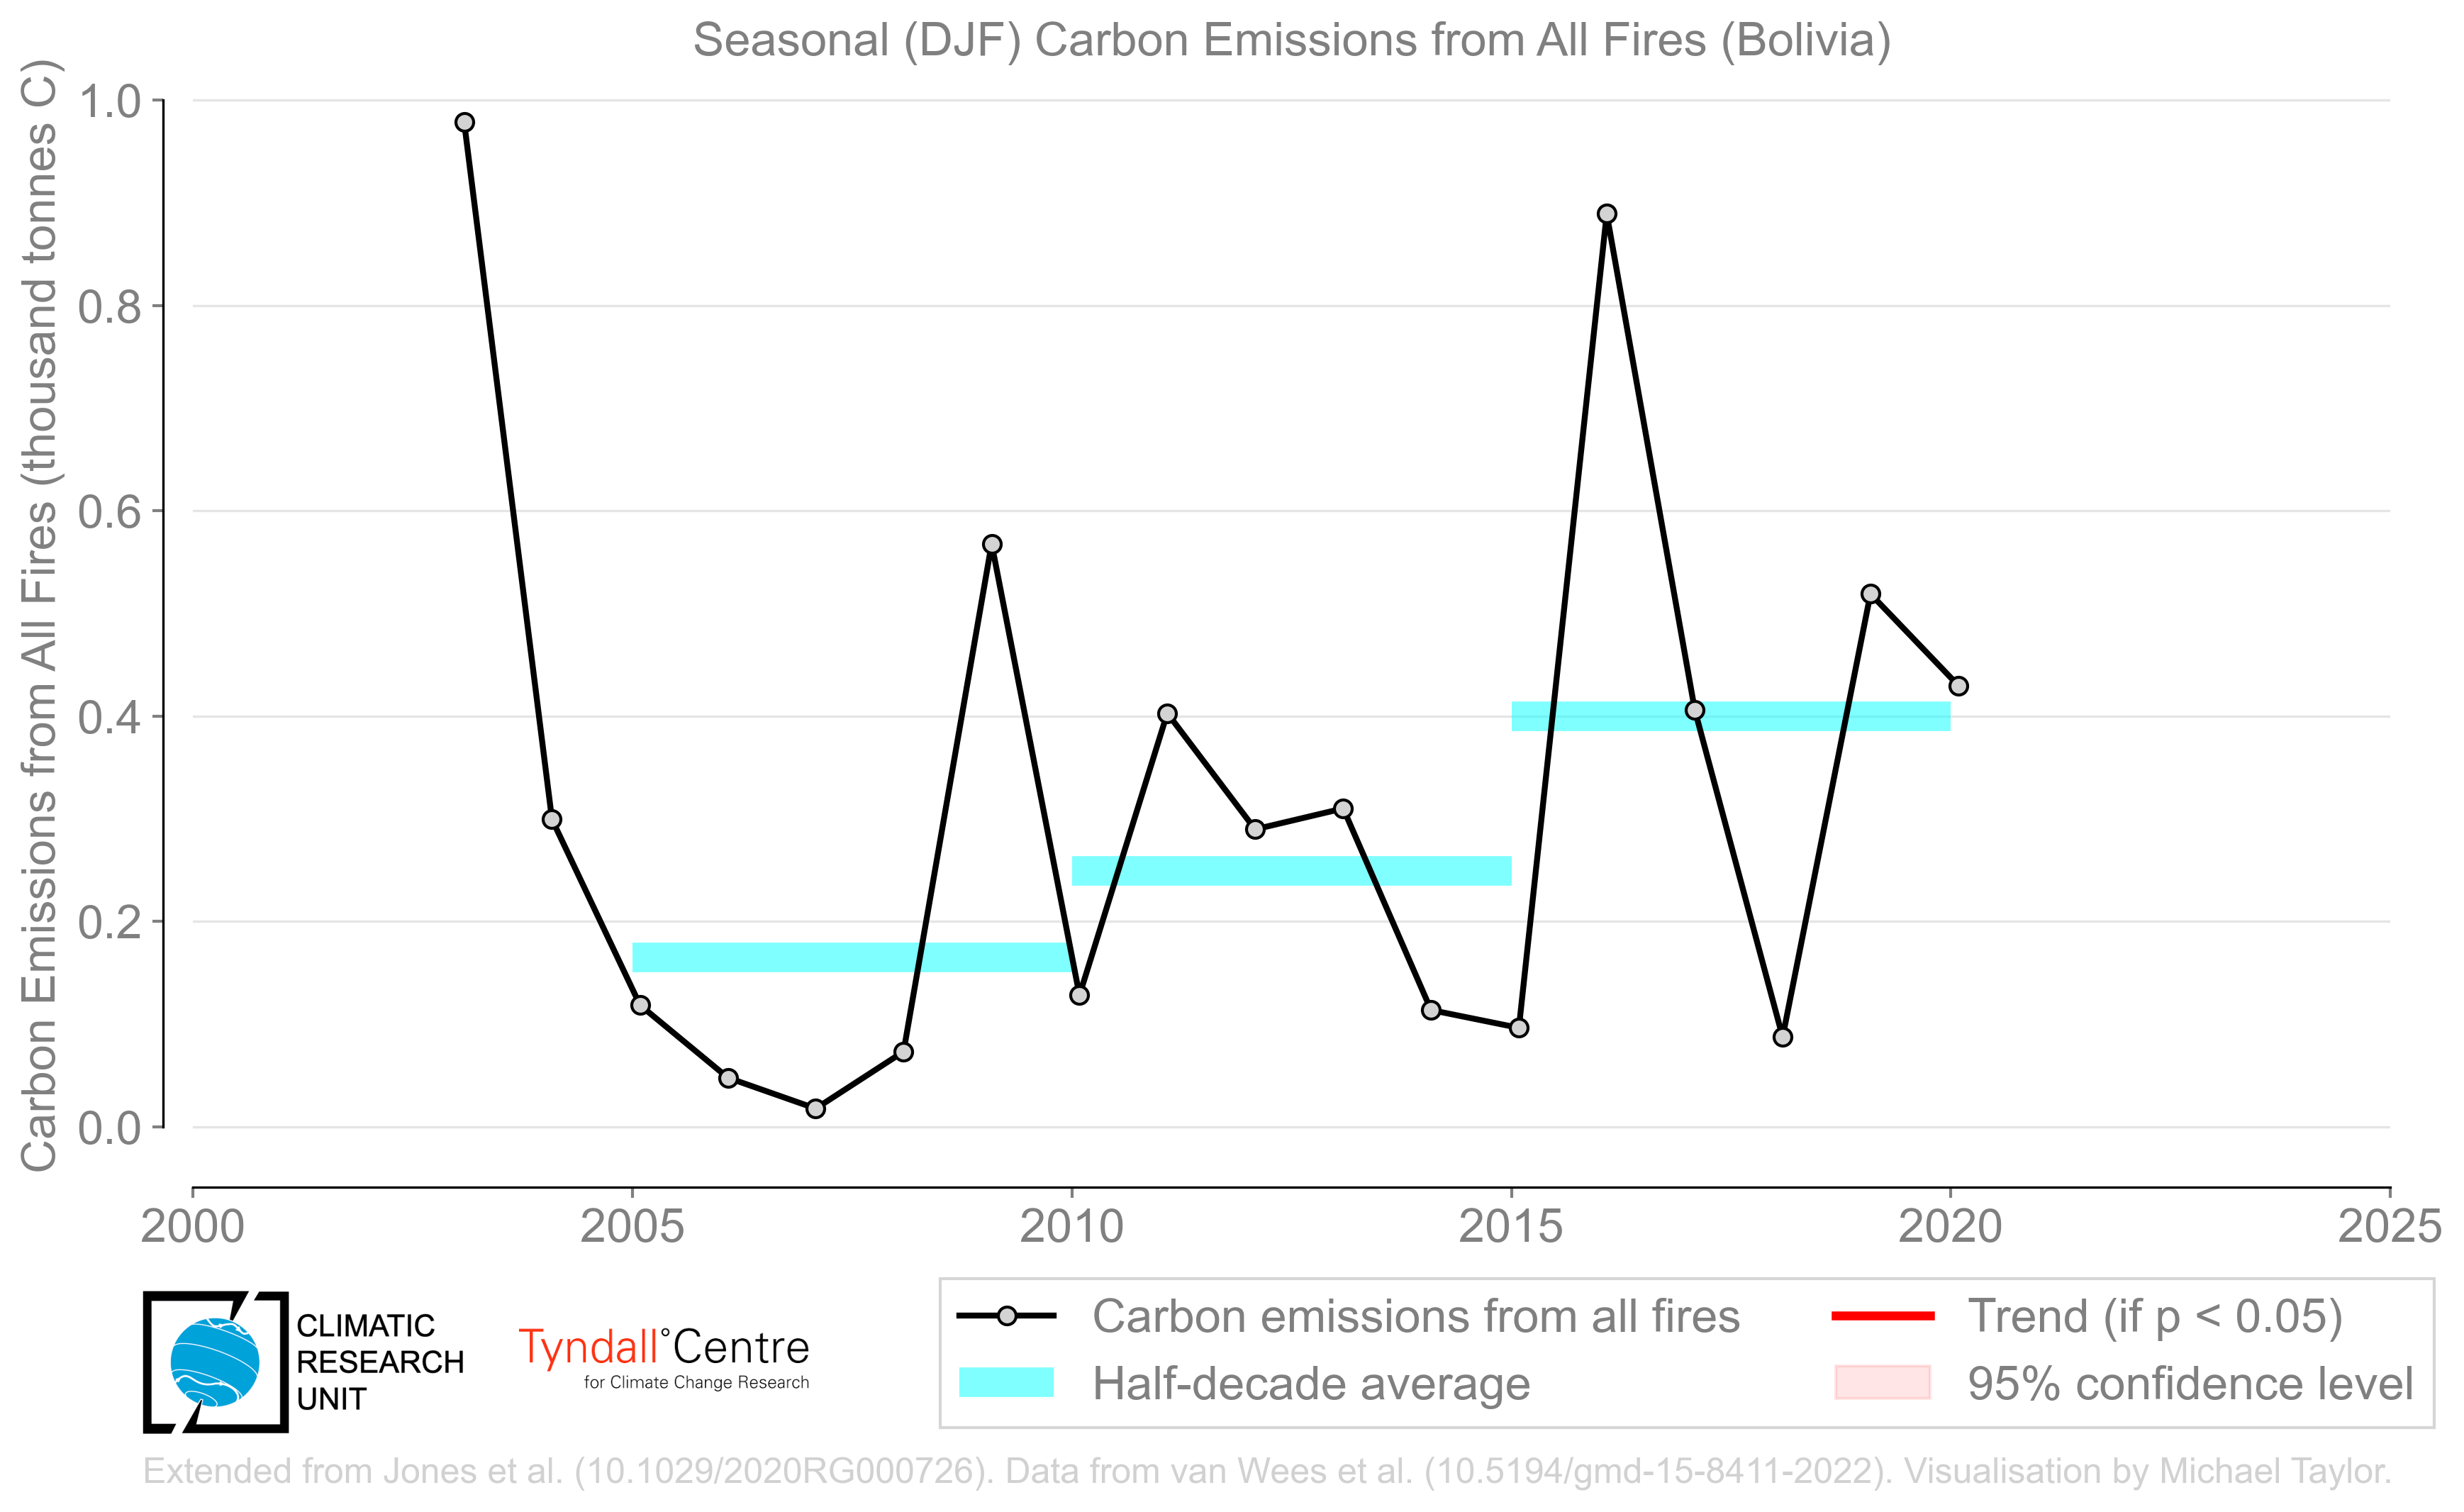 Seasonal (DJF) Carbon Emissions from All Fires (Bolivia)
Carbon Emissions from All Fires (thousand tonnes C)
1.0
0.8
0.6
0.4
0.2
0.0
2000 2005 2010 2015 2020 2025
CLIMATIC
RESEARCH
UNIT
Tyndall°Centre
for Climate Change Research
Carbon emissions from all fires
Half-decade average
Trend (if p < 0.05)
95% confidence level
Extended from Jones et al. (10.1029/2020RG000726). Data from van Wees et al. (10.5194/gmd-15-8411-2022). Visualisation by Michael Taylor.